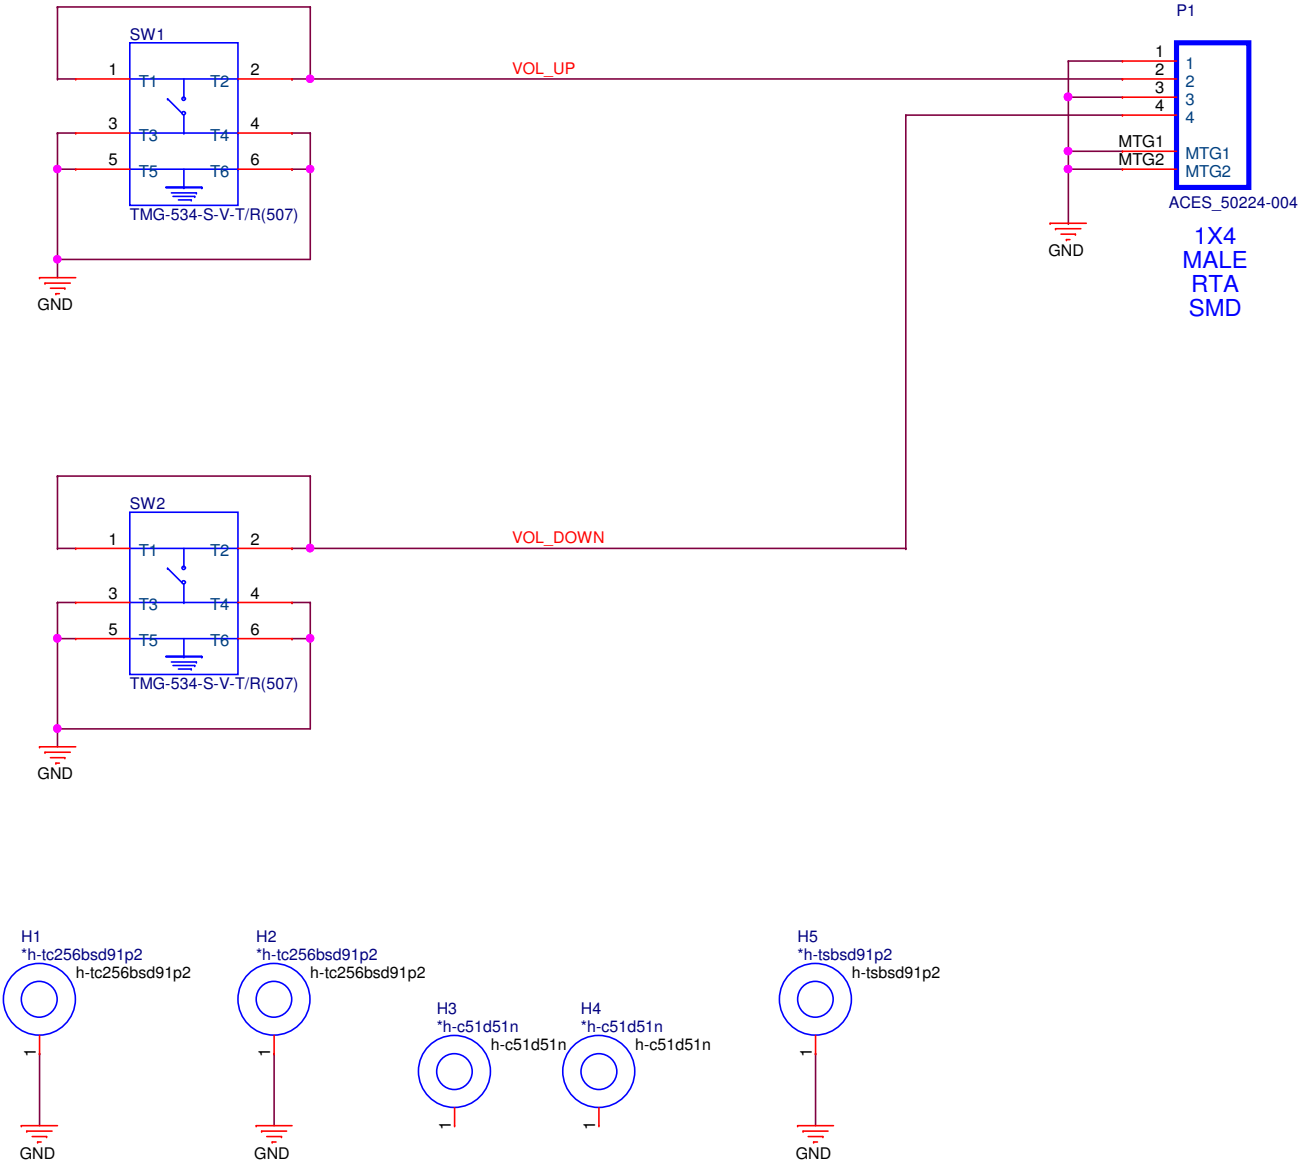 P1
SW1
1
T1
T2
2
3
T3
T4
4
5
T5
T6
6
TMG-534-S-V-T/R(507)
GND
VOL_UP
1
1
2
2
3
3
4
4
MTG1
MTG1
MTG2
MTG2
ACES_50224-004
GND
1X4
MALE
RTA
SMD
SW2
1
T1
T2
2
3
T3
T4
4
5
T5
T6
6
TMG-534-S-V-T/R(507)
GND
VOL_DOWN
H1
*h-tc256bsd91p2
h-tc256bsd91p2
1
GND
H2
*h-tc256bsd91p2
h-tc256bsd91p2
1
GND
H3
*h-c51d51n
h-c51d51n
1
H4
*h-c51d51n
h-c51d51n
1
H5
*h-tsbsd91p2
h-tsbsd91p2
1
GND